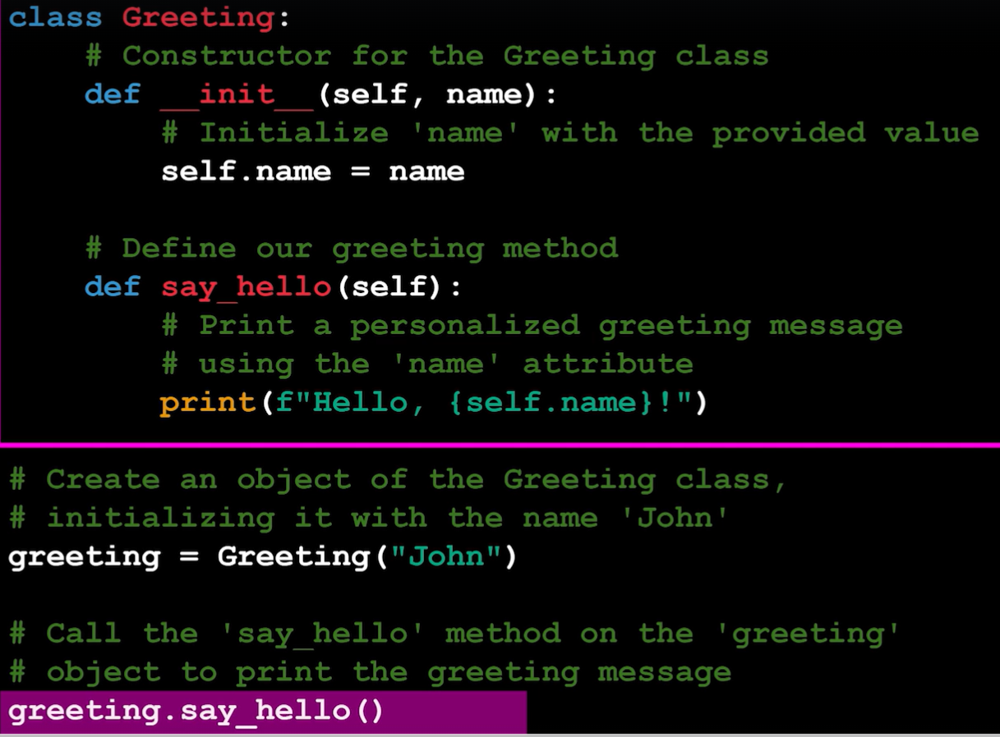 class Greeting:
    # Constructor for the Greeting class
    def __init__(self, name):
        # Initialize 'name' with the provided value
        self.name = name

    # Define our greeting method
    def say_hello(self):
        # Print a personalized greeting message
        # using the 'name' attribute
        print(f"Hello, {self.name}!")

# Create an object of the Greeting class,
# initializing it with the name 'John'
greeting = Greeting("John")

# Call the 'say_hello' method on the 'greeting'
# object to print the greeting message
greeting.say_hello()